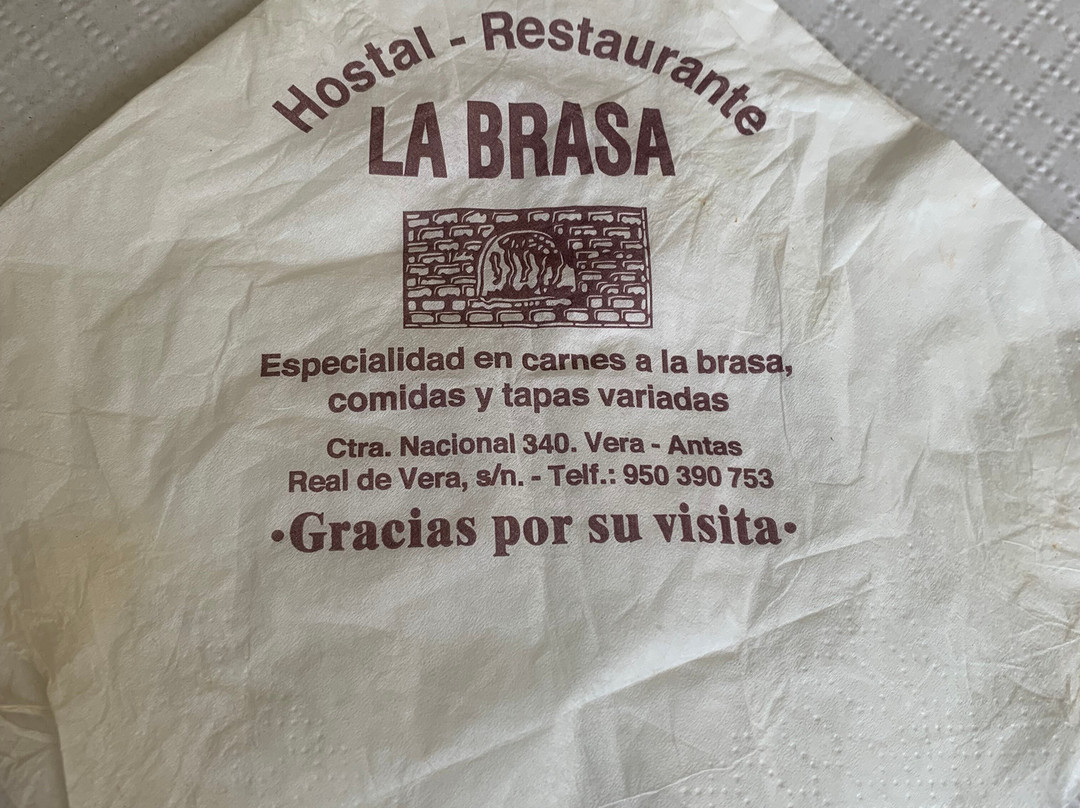 Hostal - Restaurante
LA BRASA
Especialidad en carnes a la brasa,
comidas y tapas variadas
Ctra. Nacional 340. Vera - Antas
Real de Vera, s/n. - Telf.: 950 390 753
·Gracias por su visita·